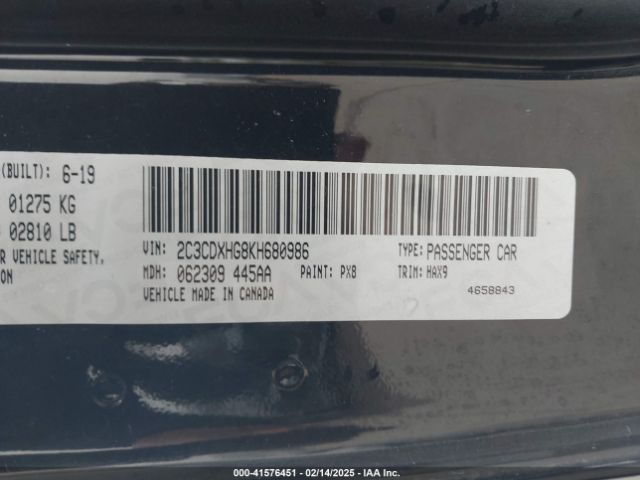 (BUILT): 6-19
01275 KG
02810 LB
R VEHICLE SAFETY,
ION
VIN: 2C3CDXHG8KH680986
TYPE: PASSENGER CAR
MDH: 062309 445AA
PAINT: PX8
TRIM: HAX9
VEHICLE MADE IN CANADA
4658843
000-41576451 | 02/14/2025 | IAA Inc.